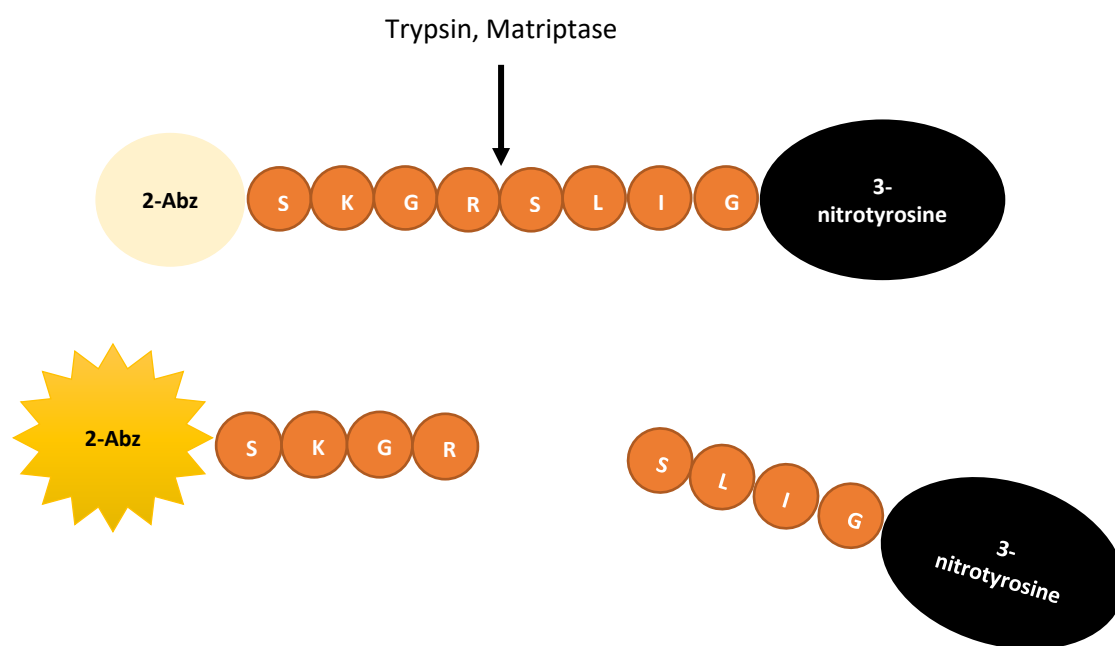 Trypsin, Matriptase
2-Abz S K G R S L I G 3-
nitrotyrosine
2-Abz S K G R
S L I G 3-
nitrotyrosine